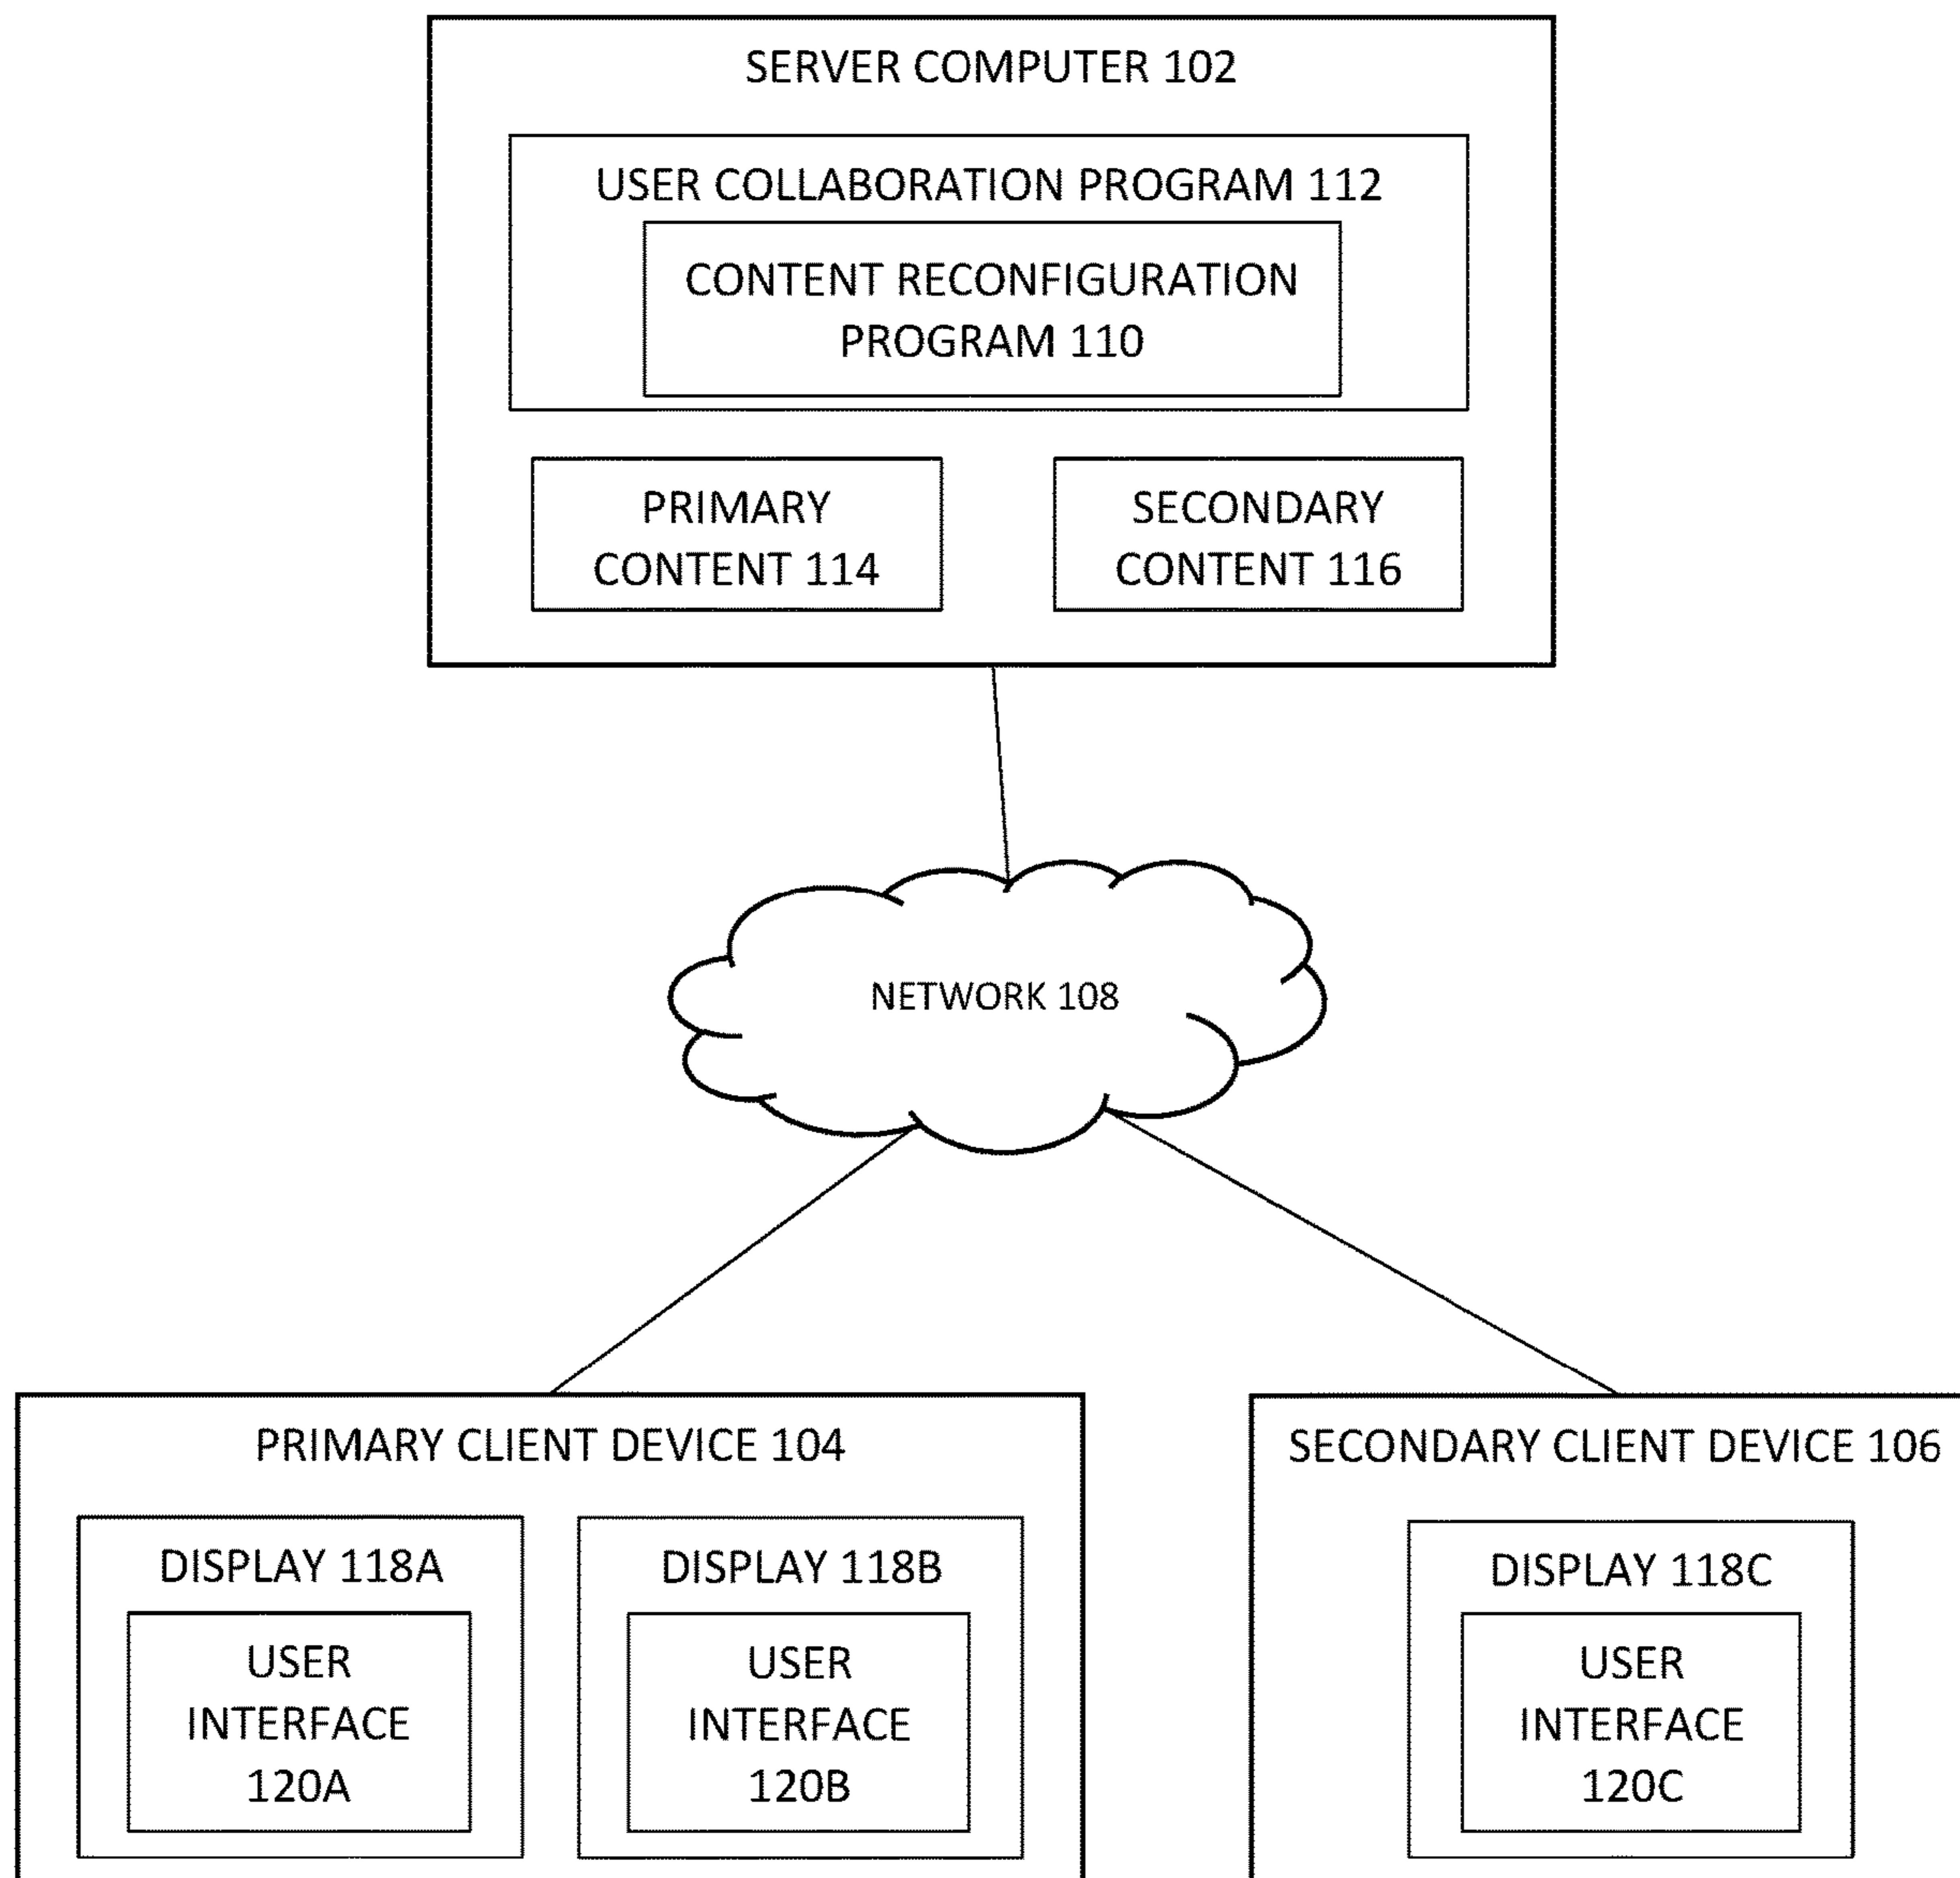 SERVER COMPUTER 102
USER COLLABORATION PROGRAM 112
CONTENT RECONFIGURATION
PROGRAM 110
PRIMARY
CONTENT 114
SECONDARY
CONTENT 116
NETWORK 108
PRIMARY CLIENT DEVICE 104
DISPLAY 118A
USER
INTERFACE
120A
DISPLAY 118B
USER
INTERFACE
120B
SECONDARY CLIENT DEVICE 106
DISPLAY 118C
USER
INTERFACE
120C